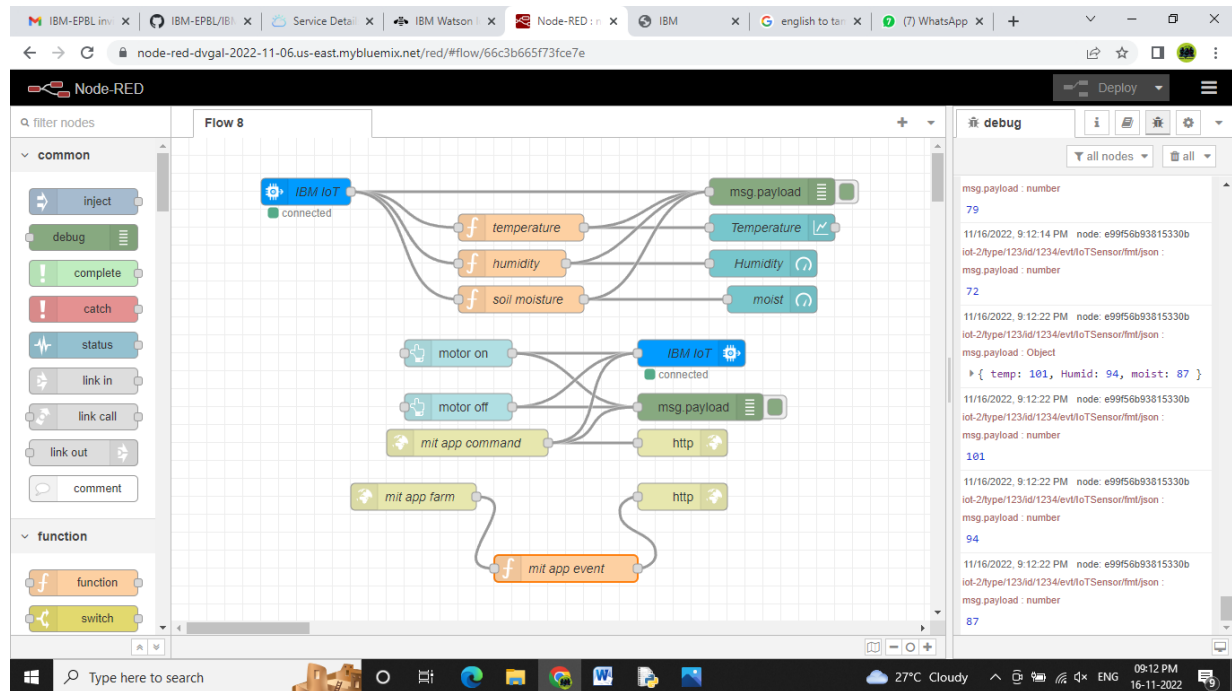 IBM-EPBL inv
IBM-EPBL/IBM
Service Detail
IBM Watson I
Node-RED : n
IBM
english to tan
(7) WhatsApp
node-red-dvgal-2022-11-06.us-east.mybluemix.net/red/#flow/66c3b665f73fce7e
Node-RED
Deploy
filter nodes
Flow 8
debug
all nodes
all
common
inject
debug
complete
catch
status
link in
link call
link out
comment
function
function
switch
IBM IoT
connected
temperature
humidity
soil moisture
msg.payload
Temperature
Humidity
moist
motor on
motor off
mit app command
IBM IoT
connected
msg.payload
http
mit app farm
http
mit app event
msg.payload : number
79
11/16/2022, 9:12:14 PM node: e99f56b93815330b
iot-2/type/123/id/1234/evt/IoTSensor/fmt/json :
msg.payload : number
72
11/16/2022, 9:12:22 PM node: e99f56b93815330b
iot-2/type/123/id/1234/evt/IoTSensor/fmt/json :
msg.payload : Object
{ temp: 101, Humid: 94, moist: 87 }
11/16/2022, 9:12:22 PM node: e99f56b93815330b
iot-2/type/123/id/1234/evt/IoTSensor/fmt/json :
msg.payload : number
101
11/16/2022, 9:12:22 PM node: e99f56b93815330b
iot-2/type/123/id/1234/evt/IoTSensor/fmt/json :
msg.payload : number
94
11/16/2022, 9:12:22 PM node: e99f56b93815330b
iot-2/type/123/id/1234/evt/IoTSensor/fmt/json :
msg.payload : number
87
Type here to search
27°C Cloudy
ENG
09:12 PM
16-11-2022